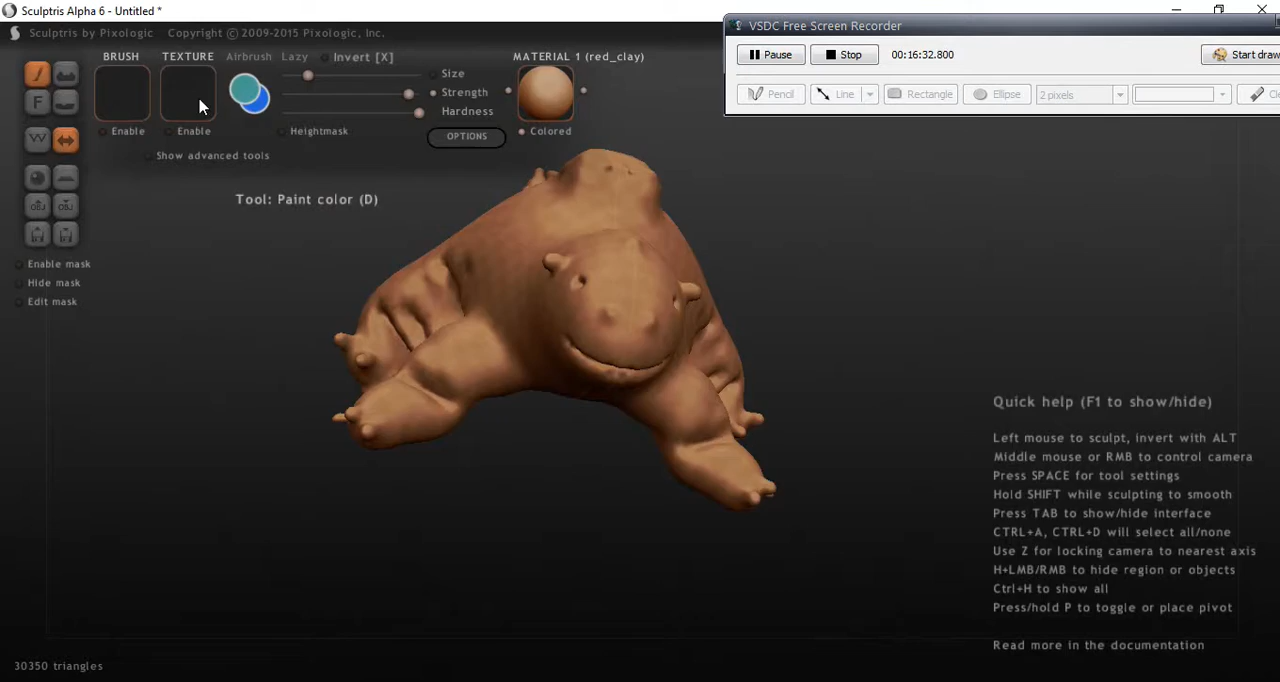 Sculptris Alpha 6 - Untitled *
Sculptris by Pixologic Copyright © 2009-2015 Pixologic, Inc.
VSDC Free Screen Recorder
Pause
Stop
00:16:32.800
Start draw
Pencil
Line
Rectangle
Ellipse
2 pixels
Cle
BRUSH
TEXTURE
Airbrush
Lazy
Invert [X]
MATERIAL 1 (red_clay)
F
Size
Strength
Hardness
Enable
Enable
Heightmask
OPTIONS
Colored
Show advanced tools
OBJ
OBJ
Tool: Paint color (D)
Enable mask
Hide mask
Edit mask
Quick help (F1 to show/hide)
Left mouse to sculpt, invert with ALT
Middle mouse or RMB to control camera
Press SPACE for tool settings
Hold SHIFT while sculpting to smooth
Press TAB to show/hide interface
CTRL+A, CTRL+D will select all/none
Use Z for locking camera to nearest axis
H+LMB/RMB to hide region or objects
Ctrl+H to show all
Press/hold P to toggle or place pivot
Read more in the documentation
30350 triangles